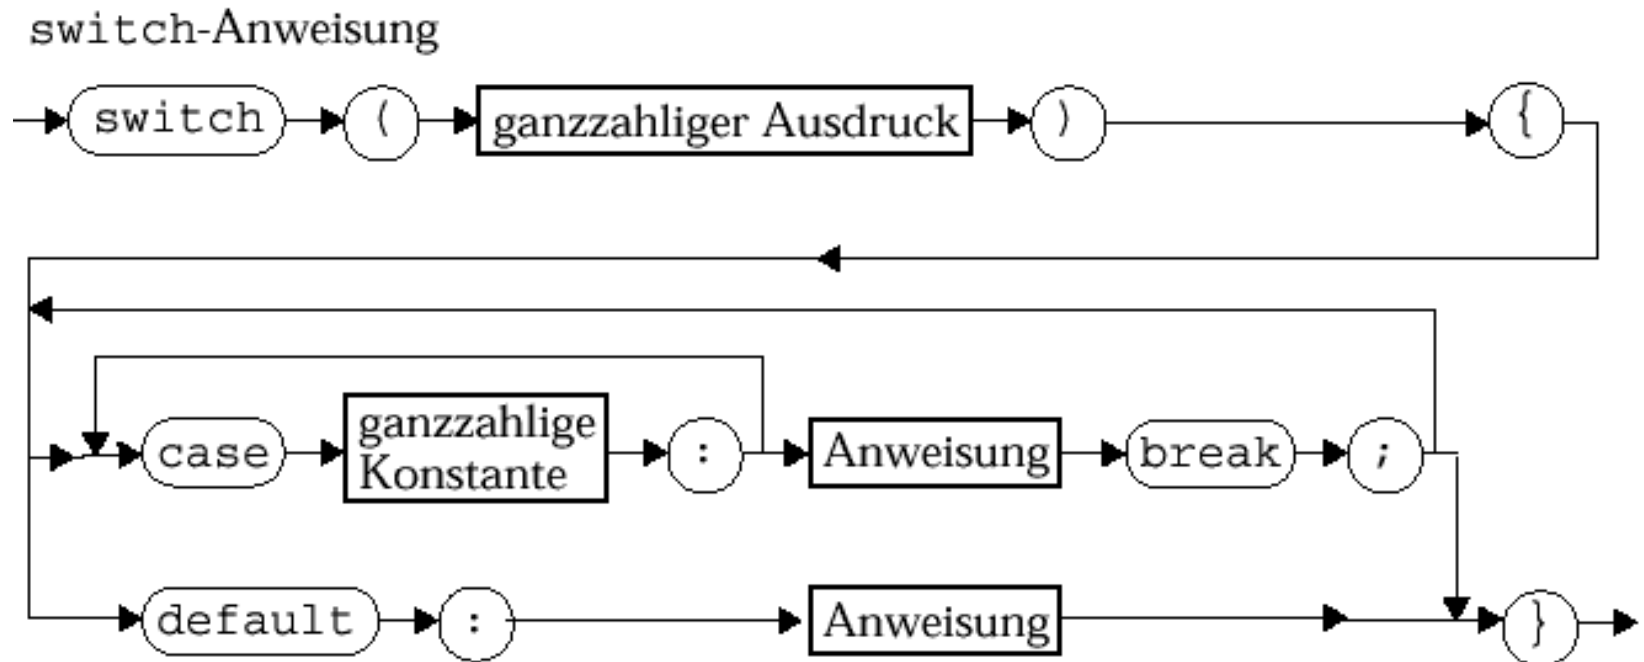 switch-Anweisung
switch ( ganzzahliger Ausdruck ) {
case ganzzahlige Konstante : Anweisung break ;
default : Anweisung }